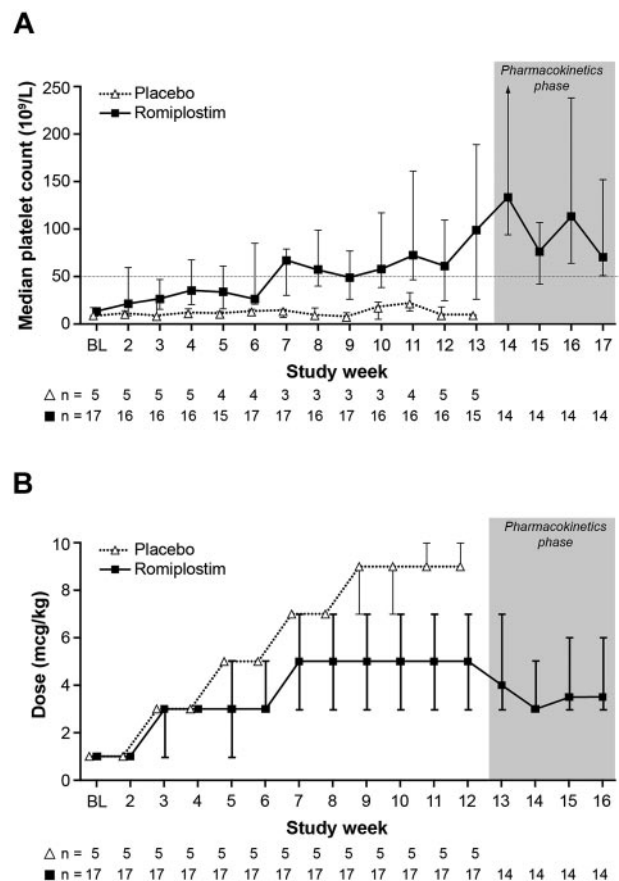 A
Pharmacokinetics
phase
Placebo
Romiplostim
250
200
150
100
50
0
Median platelet count (10⁹/L)
BL 2 3 4 5 6 7 8 9 10 11 12 13 14 15 16 17
Study week
△ n = 5 5 5 5 4 4 3 3 3 3 4 5 5
■ n = 17 16 16 16 15 17 17 16 17 16 16 16 15 14 14 14 14
B
Pharmacokinetics
phase
Placebo
Romiplostim
10
8
6
4
2
0
Dose (mcg/kg)
BL 2 3 4 5 6 7 8 9 10 11 12 13 14 15 16
Study week
△ n = 5 5 5 5 5 5 5 5 5 5 5 5
■ n = 17 17 17 17 17 17 17 17 17 17 17 17 14 14 14 14